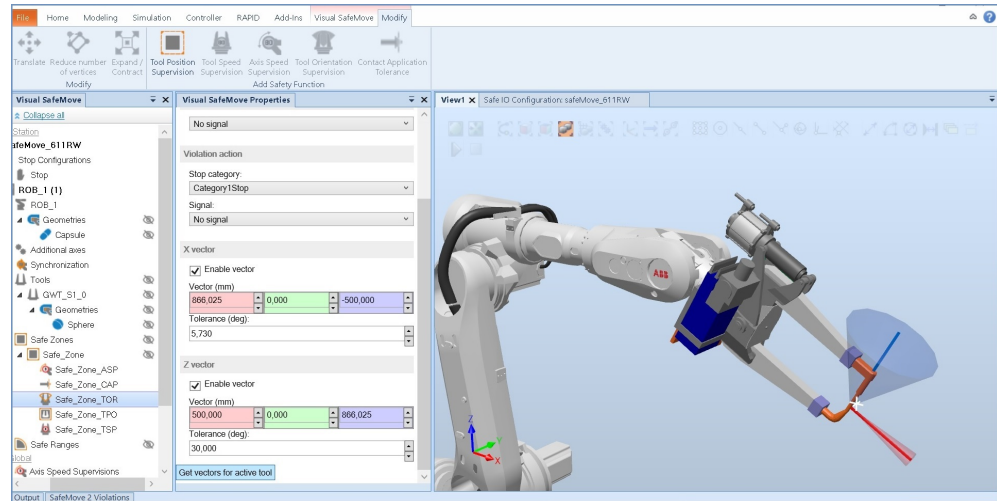 File Home Modeling Simulation Controller RAPID Add-Ins Visual SafeMove Modify
Translate Reduce number of vertices Expand / Contract Tool Position Supervision Tool Speed Supervision Axis Speed Supervision Tool Orientation Supervision Contact Application Tolerance
Modify Add Safety Function
Visual SafeMove
Collapse all
Station
afeMove_611RW
Stop Configurations
Stop
ROB_1 (1)
ROB_1
Geometries
Capsule
Additional axes
Synchronization
Tools
GWT_S1_0
Geometries
Sphere
Safe Zones
Safe_Zone
Safe_Zone_ASP
Safe_Zone_CAP
Safe_Zone_TOR
Safe_Zone_TPO
Safe_Zone_TSP
Safe Ranges
lobal
Axis Speed Supervisions
Visual SafeMove Properties
No signal
Violation action
Stop category:
Category1Stop
Signal:
No signal
X vector
Enable vector
Vector (mm)
866,025 0,000 -500,000
Tolerance (deg):
5,730
Z vector
Enable vector
Vector (mm)
500,000 0,000 866,025
Tolerance (deg):
30,000
Get vectors for active tool
View1 Safe IO Configuration: safeMove_611RW
ABB
Z
Y
X
Output SafeMove 2 Violations